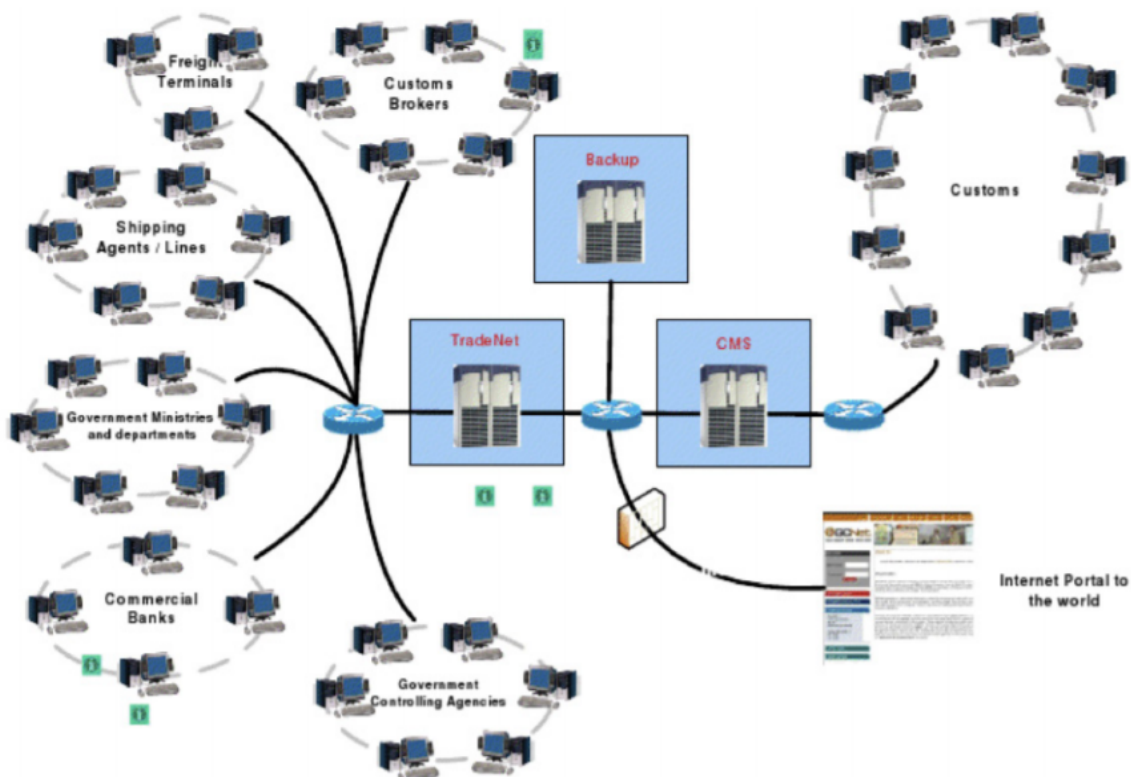 Freight
Terminals
Customs
Brokers
Backup
Customs
Shipping
Agents / Lines
TradeNet
CMS
Government Ministries
and departments
GCNet
Internet Portal to
the world
Commercial
Banks
Government
Controlling Agencies